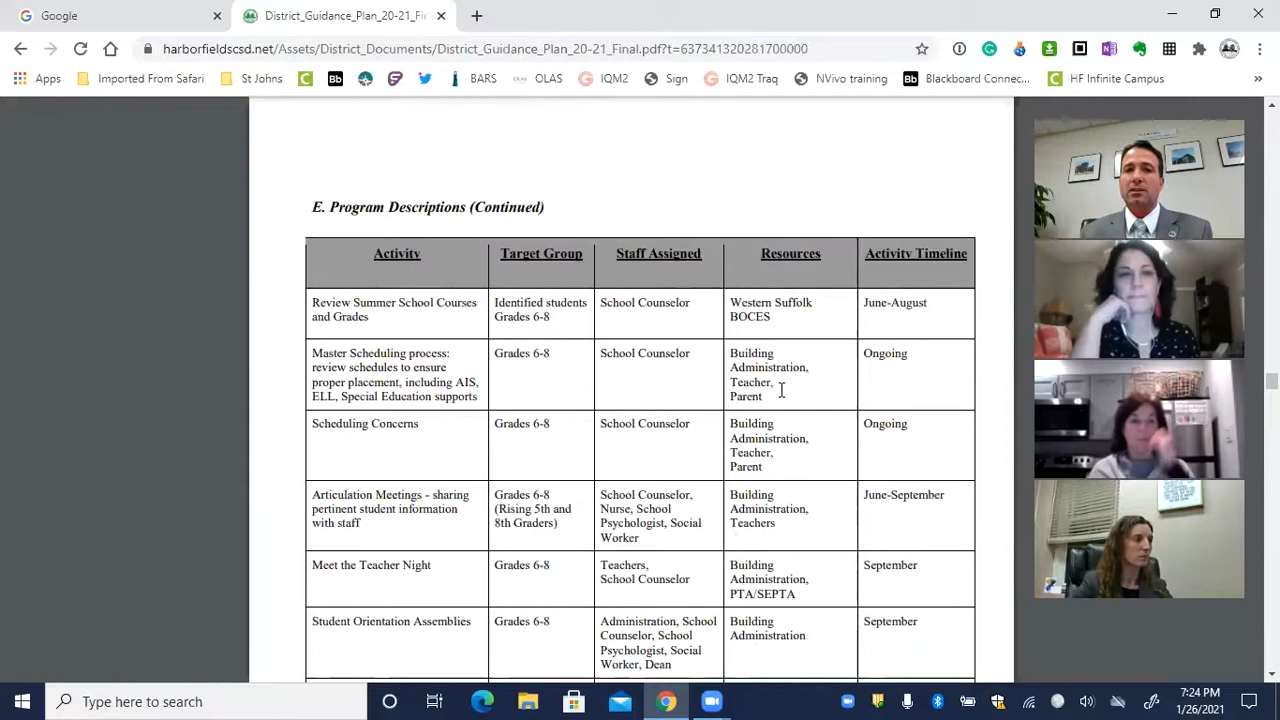 Google
District_Guidance_Plan_20-21_Fi
harborfieldscsd.net/Assets/District_Documents/District_Guidance_Plan_20-21_Final.pdf?t=637341320281700000
Apps Imported From Safari St Johns Bb BARS OLAS IQM2 Sign IQM2 Traq NVivo training Bb Blackboard Connec... HF Infinite Campus »
E. Program Descriptions (Continued)
Activity Target Group Staff Assigned Resources Activity Timeline
Review Summer School Courses
and Grades
Identified students
Grades 6-8
School Counselor
Western Suffolk
BOCES
June-August
Master Scheduling process:
review schedules to ensure
proper placement, including AIS,
ELL, Special Education supports
Grades 6-8
School Counselor
Building
Administration,
Teacher,
Parent
Ongoing
Scheduling Concerns
Grades 6-8
School Counselor
Building
Administration,
Teacher,
Parent
Ongoing
Articulation Meetings - sharing
pertinent student information
with staff
Grades 6-8
(Rising 5th and
8th Graders)
School Counselor,
Nurse, School
Psychologist, Social
Worker
Building
Administration,
Teachers
June-September
Meet the Teacher Night
Grades 6-8
Teachers,
School Counselor
Building
Administration,
PTA/SEPTA
September
Student Orientation Assemblies
Grades 6-8
Administration, School
Counselor, School
Psychologist, Social
Worker, Dean
Building
Administration
September
Type here to search
7:24 PM
1/26/2021